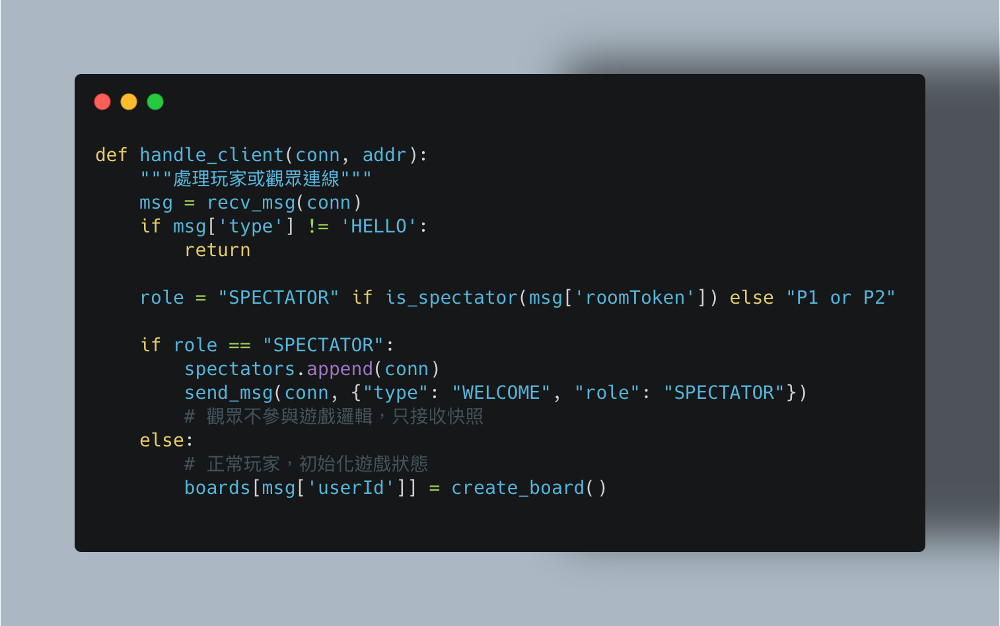 def handle_client(conn, addr):
    """處理玩家或觀眾連線"""
    msg = recv_msg(conn)
    if msg['type'] != 'HELLO':
        return
    role = "SPECTATOR" if is_spectator(msg['roomToken']) else "P1 or P2"
    if role == "SPECTATOR":
        spectators.append(conn)
        send_msg(conn, {"type": "WELCOME", "role": "SPECTATOR"})
        # 觀眾不參與遊戲邏輯，只接收快照
    else:
        # 正常玩家，初始化遊戲狀態
        boards[msg['userId']] = create_board()